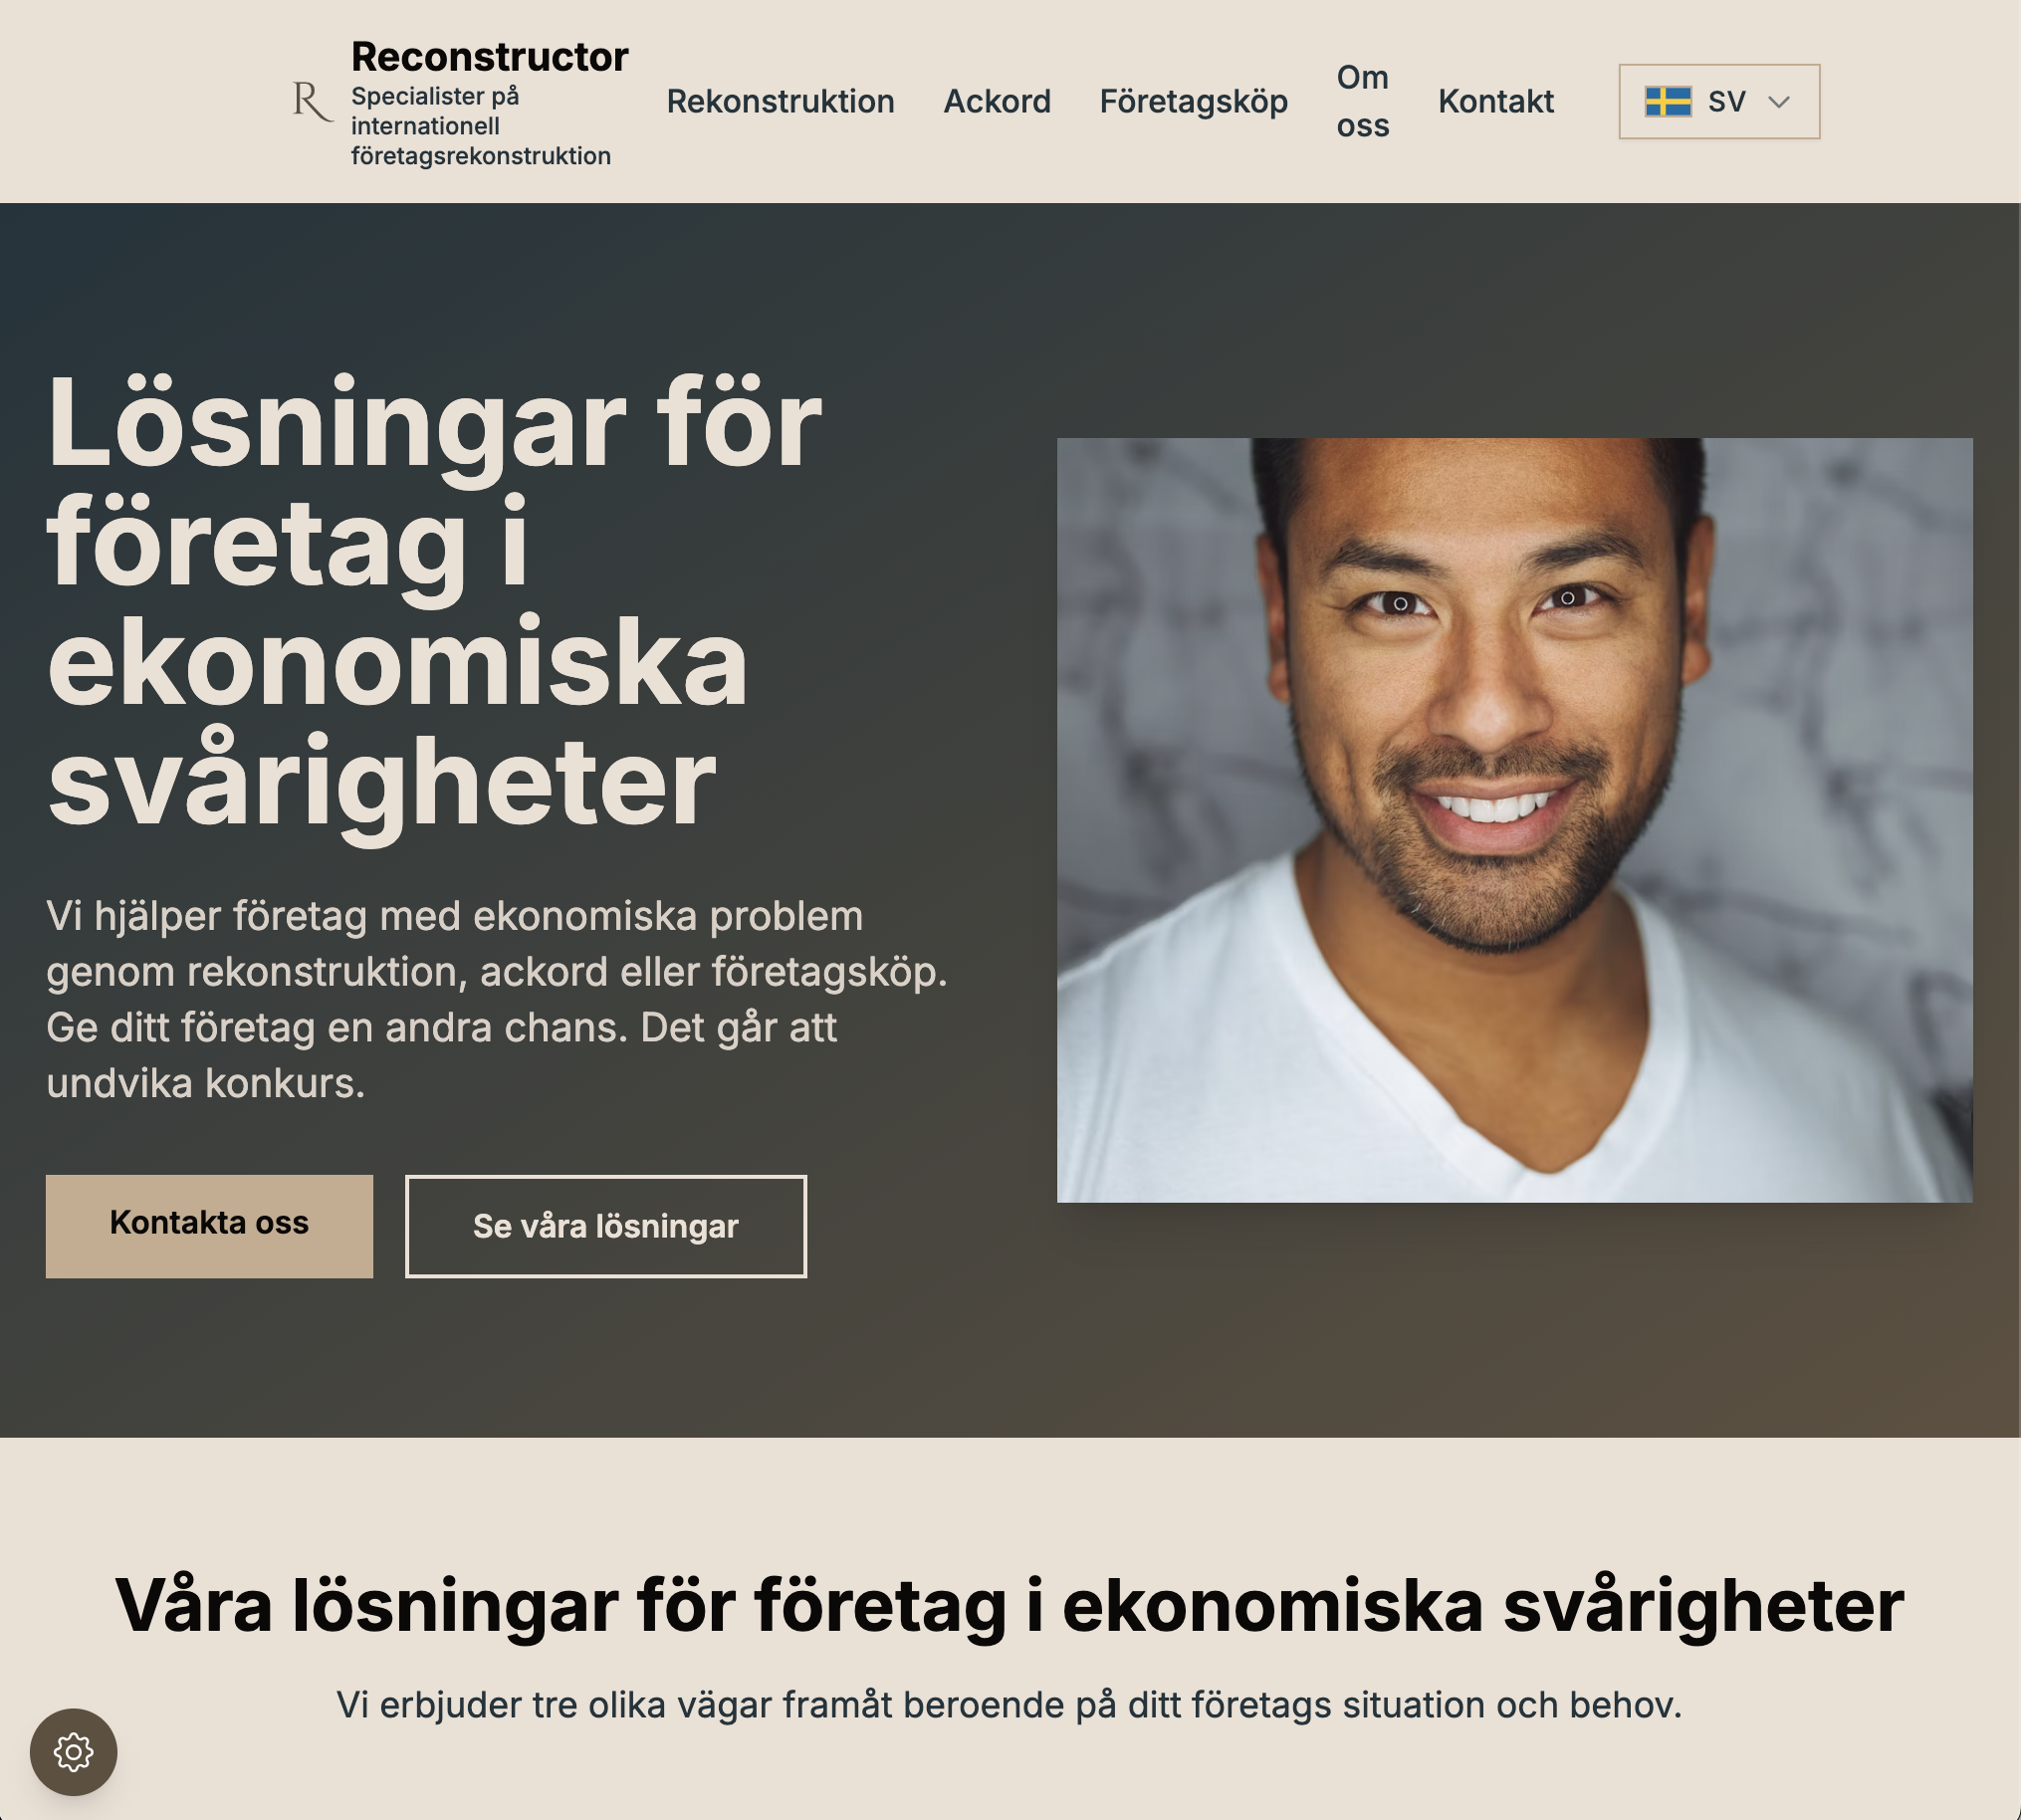 R
Reconstructor
Specialister på
internationell
företagsrekonstruktion
Rekonstruktion
Ackord
Företagsköp
Om
oss
Kontakt
SV
Lösningar för
företag i
ekonomiska
svårigheter
Vi hjälper företag med ekonomiska problem
genom rekonstruktion, ackord eller företagsköp.
Ge ditt företag en andra chans. Det går att
undvika konkurs.
Kontakta oss
Se våra lösningar
Våra lösningar för företag i ekonomiska svårigheter
Vi erbjuder tre olika vägar framåt beroende på ditt företags situation och behov.